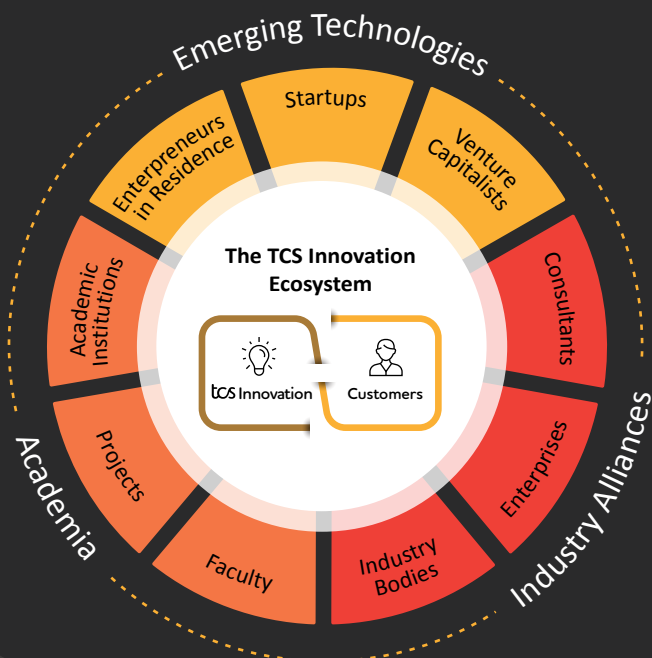 Emerging Technologies
Startups
Venture
Capitalists
Consultants
Enterprises
Industry
Bodies
Faculty
Projects
Academic
Institutions
Enterpreneurs
in Residence
Industry Alliances
Academia
The TCS Innovation
Ecosystem
tcs Innovation
Customers